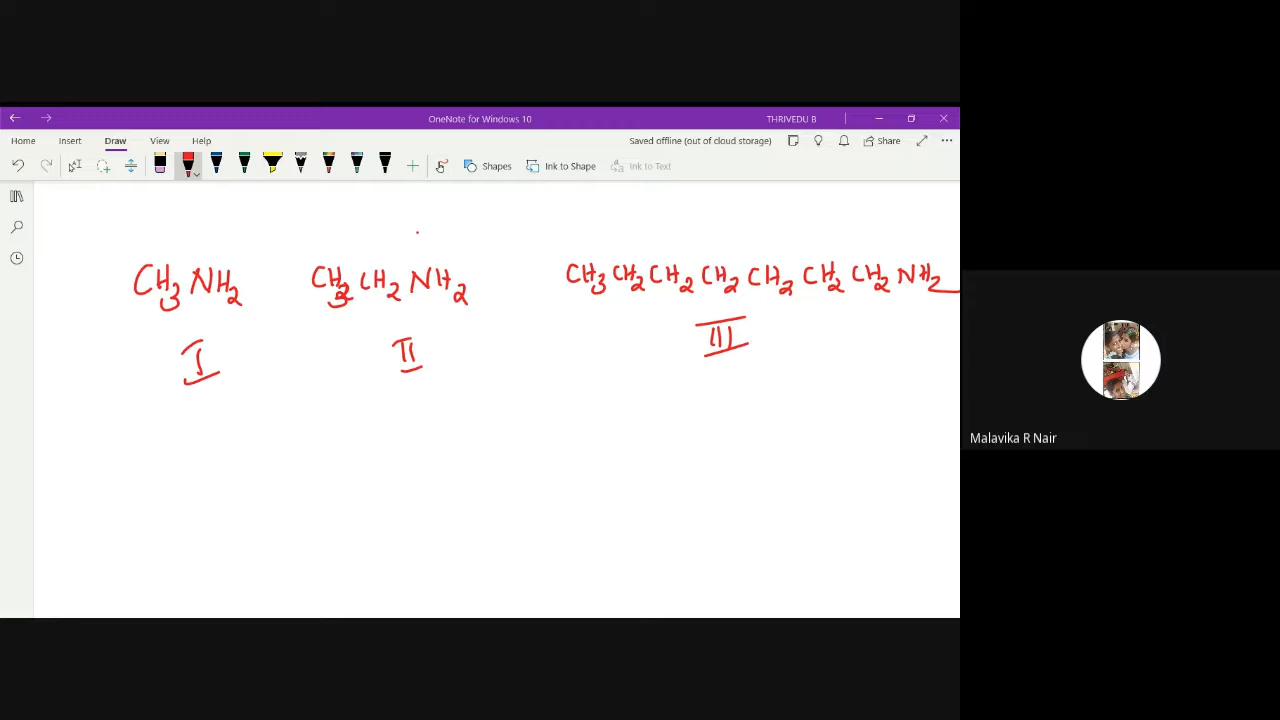 OneNote for Windows 10
THRIVEDU B
Home Insert Draw View Help
Saved offline (out of cloud storage)
Share
Shapes
Ink to Shape
Ink to Text
CH3 NH2
CH3 CH2 NH2
CH3 CH2 CH2 CH2 CH2 CH2 CH2 NH2
I
II
III
Malavika R Nair